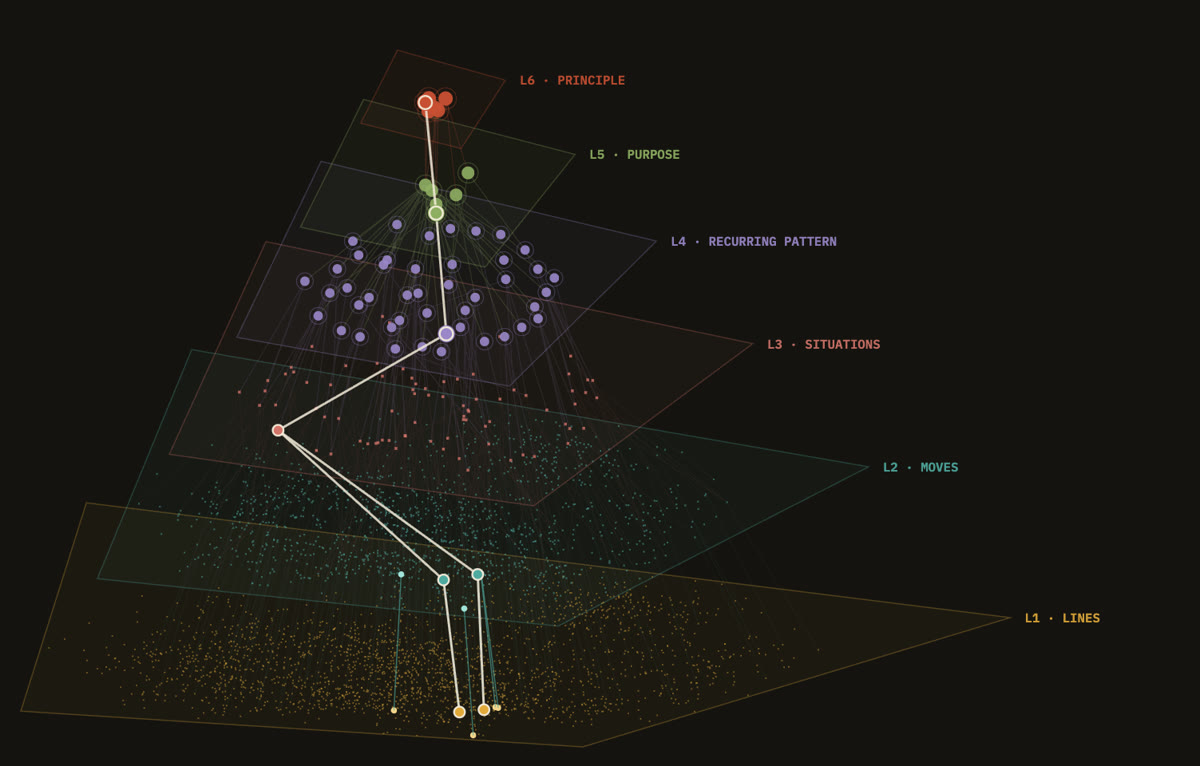 L6 · PRINCIPLE
L5 · PURPOSE
L4 · RECURRING PATTERN
L3 · SITUATIONS
L2 · MOVES
L1 · LINES